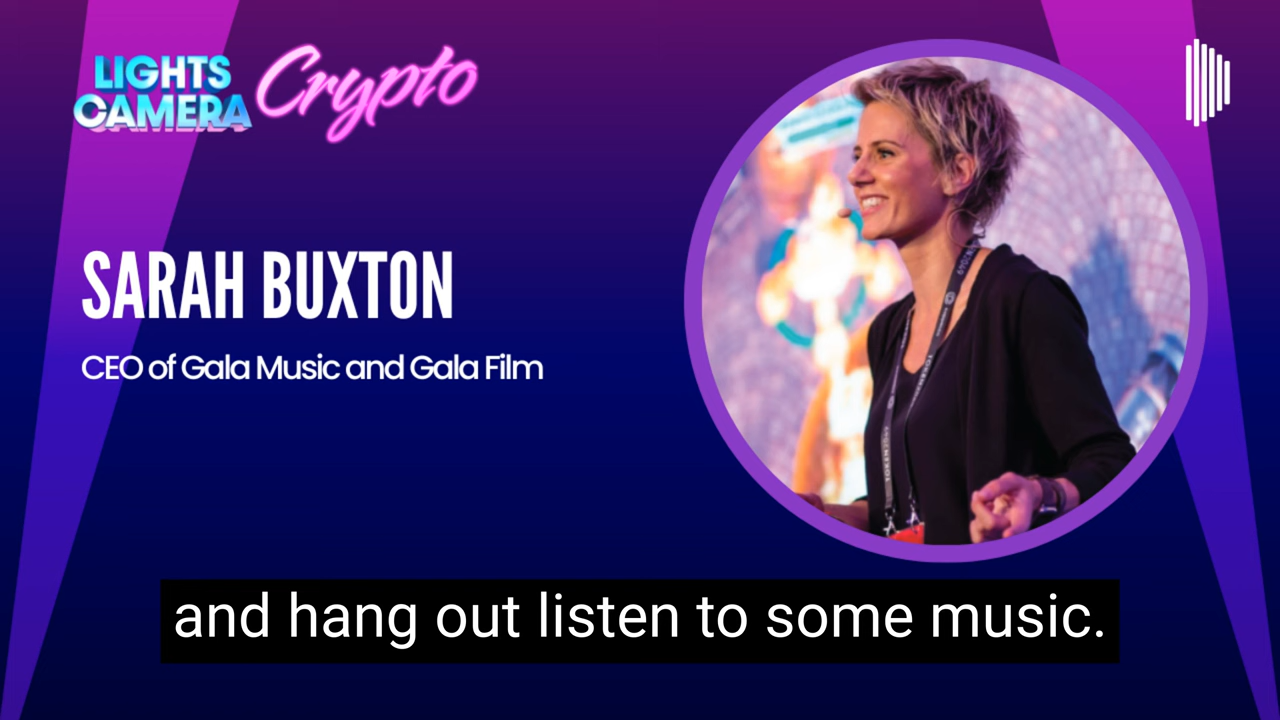 LIGHTS
CAMERA
Crypto
SARAH BUXTON
CEO of Gala Music and Gala Film
and hang out listen to some music.